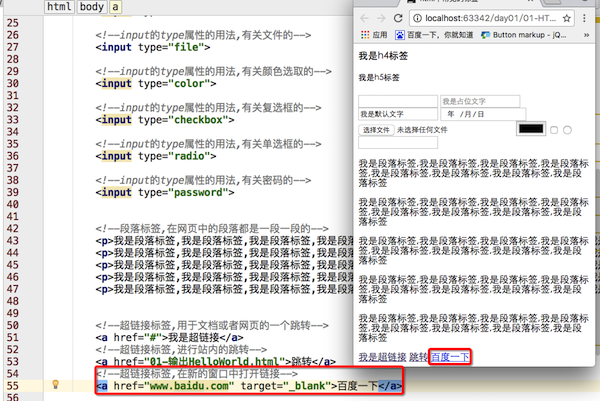 html body a
25
26 <!--input的type属性的用法,有关文件的-->
27 <input type="file">
28
29 <!--input的type属性的用法,有关颜色选取的-->
30 <input type="color">
31
32 <!--input的type属性的用法,有关复选框的-->
33 <input type="checkbox">
34
35 <!--input的type属性的用法,有关单选框的-->
36 <input type="radio">
37
38 <!--input的type属性的用法,有关密码的-->
39 <input type="password">
40
41
42 <!--段落标签,在网页中的段落都是一段一段的-->
43 <p>我是段落标签,我是段落标签,我是段落标签,我是段
44 <p>我是段落标签,我是段落标签,我是段落标签,我是段
45 <p>我是段落标签,我是段落标签,我是段落标签,我是段
46 <p>我是段落标签,我是段落标签,我是段落标签,我是段
47 <p>我是段落标签,我是段落标签,我是段落标签,我是段
48
49
50 <!--超链接标签,用于文档或者网页的一个跳转-->
51 <a href="#">我是超链接</a>
52 <!--超链接标签,进行站内的跳转-->
53 <a href="01-输出HelloWorld.html">跳转</a>
54 <!--超链接标签,在新的窗口中打开链接-->
55 <a href="www.baidu.com" target="_blank">百度一下</a>
localhost:63342/day01/01-HT
应用 百度一下，你就知道 Button markup - jQ
我是h4标签
我是h5标签
我是占位文字
我是默认文字 年 /月/日
选择文件 未选择任何文件
我是段落标签,我是段落标签.我是段落标签.我是段落
标签.我是段落标签.我是段落标签.我是段落标签.我是
段落标签
我是段落标签,我是段落标签.我是段落标签.我是段落
标签.我是段落标签.我是段落标签.我是段落标签.我是
段落标签
我是段落标签,我是段落标签.我是段落标签.我是段落
标签.我是段落标签.我是段落标签.我是段落标签.我是
段落标签
我是段落标签,我是段落标签.我是段落标签.我是段落
标签.我是段落标签.我是段落标签.我是段落标签.我是
段落标签
我是段落标签,我是段落标签.我是段落标签.我是段落
标签.我是段落标签.我是段落标签.我是段落标签.我是
段落标签
我是超链接 跳转 百度一下